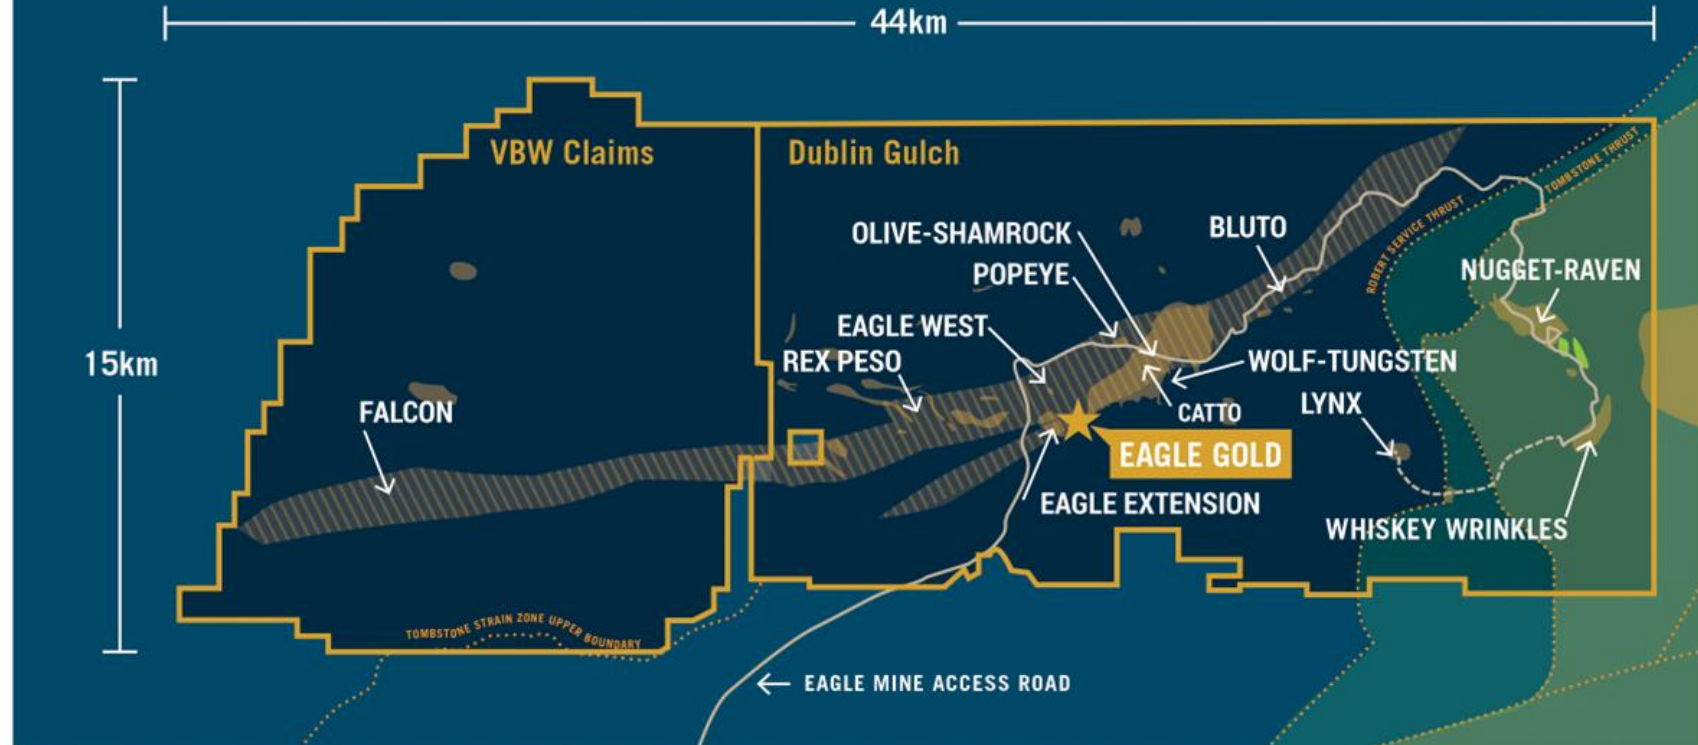 44km
VBW Claims
Dublin Gulch
TOMBSTONE THRUST
ROBERT SERVICE THRUST
OLIVE-SHAMROCK
BLUTO
POPEYE
NUGGET-RAVEN
EAGLE WEST
15km
REX PESO
WOLF-TUNGSTEN
FALCON
CATTO
LYNX
EAGLE GOLD
EAGLE EXTENSION
WHISKEY WRINKLES
TOMBSTONE STRAIN ZONE UPPER BOUNDARY
EAGLE MINE ACCESS ROAD